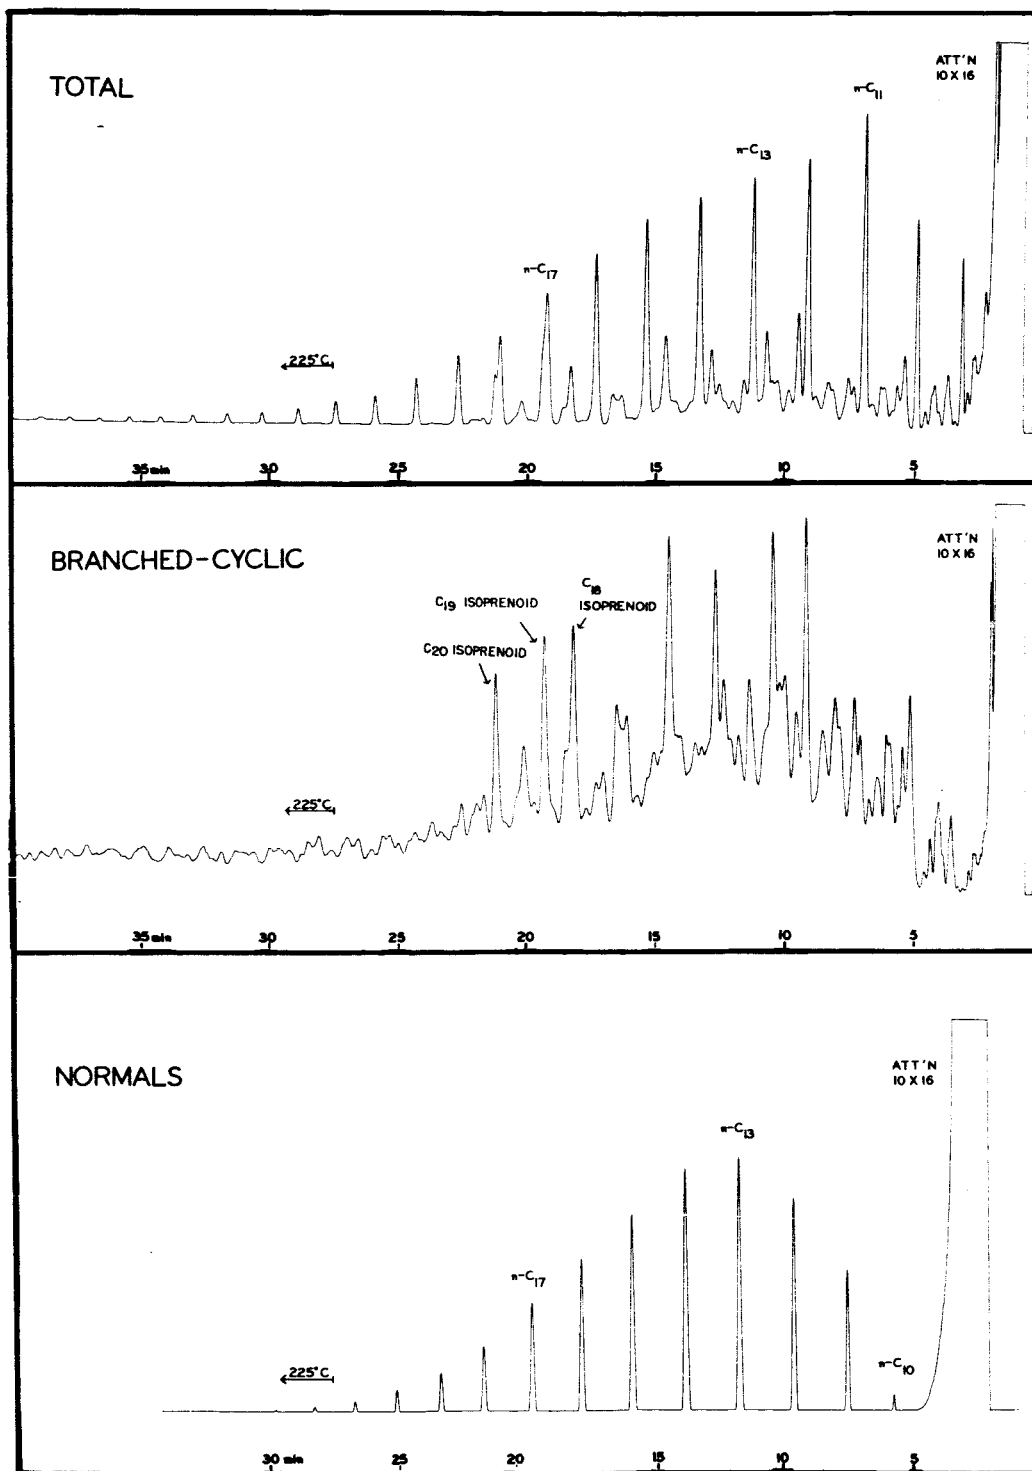 TOTAL
ATT'N
10 X 16
n-C11
n-C13
n-C17
225°C
35 min 30 25 20 15 10 5
BRANCHED-CYCLIC
ATT'N
10 X 16
C18
ISOPRENOID
C19 ISOPRENOID
C20 ISOPRENOID
225°C
35 min 30 25 20 15 10 5
NORMALS
ATT'N
10 X 16
n-C13
n-C17
n-C10
225°C
30 min 25 20 15 10 5